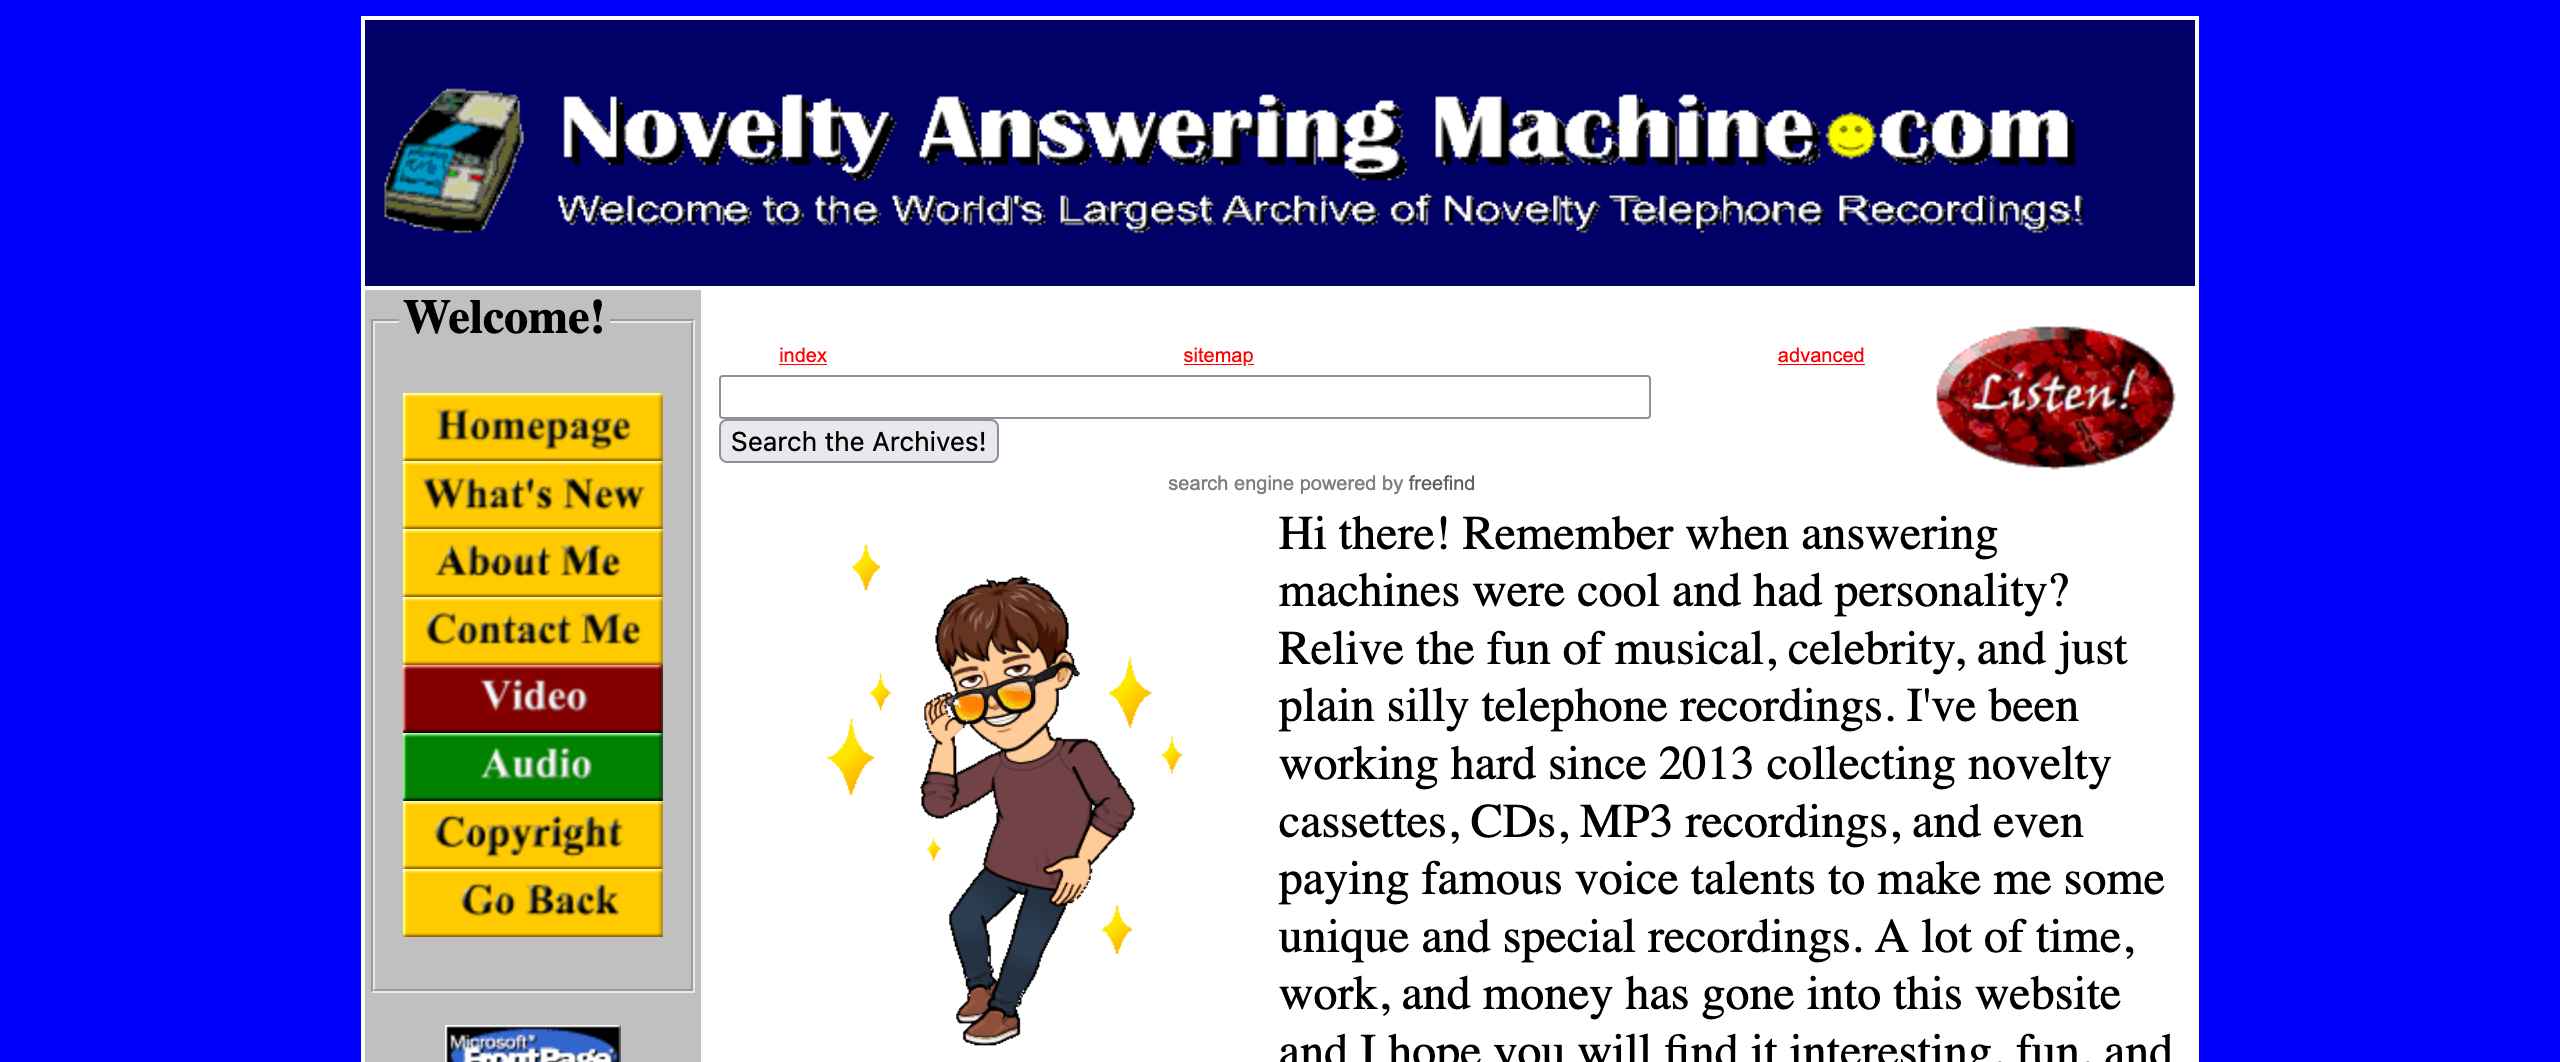 Novelty Answering Machine.com
Welcome to the World's Largest Archive of Novelty Telephone Recordings!
Welcome!
Homepage
What's New
About Me
Contact Me
Video
Audio
Copyright
Go Back
Microsoft
FrontPage
index sitemap advanced
Listen!
Search the Archives!
search engine powered by freefind
Hi there! Remember when answering
machines were cool and had personality?
Relive the fun of musical, celebrity, and just
plain silly telephone recordings. I've been
working hard since 2013 collecting novelty
cassettes, CDs, MP3 recordings, and even
paying famous voice talents to make me some
unique and special recordings. A lot of time,
work, and money has gone into this website
and I hope you will find it interesting, fun, and